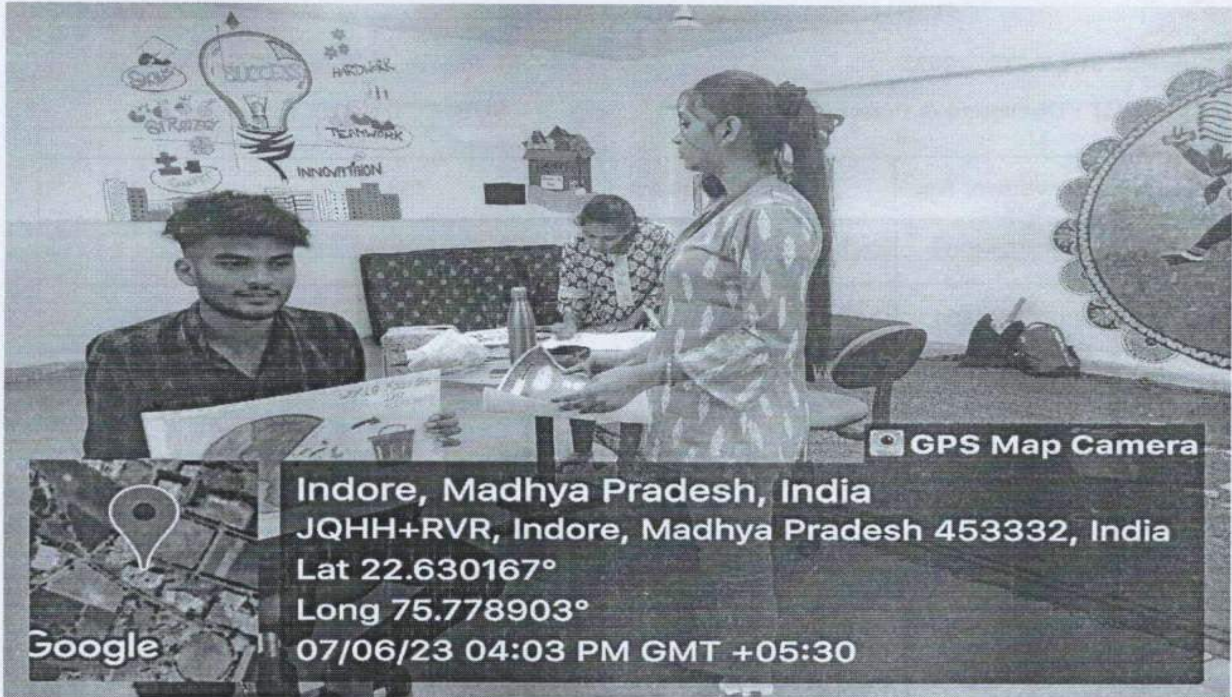 SKILLS
SUCCESS
HARDWORK
STRATEGY
TEAMWORK
INNOVATION
GPS Map Camera
Indore, Madhya Pradesh, India
JQHH+RVR, Indore, Madhya Pradesh 453332, India
Lat 22.630167°
Long 75.778903°
07/06/23 04:03 PM GMT +05:30
Google